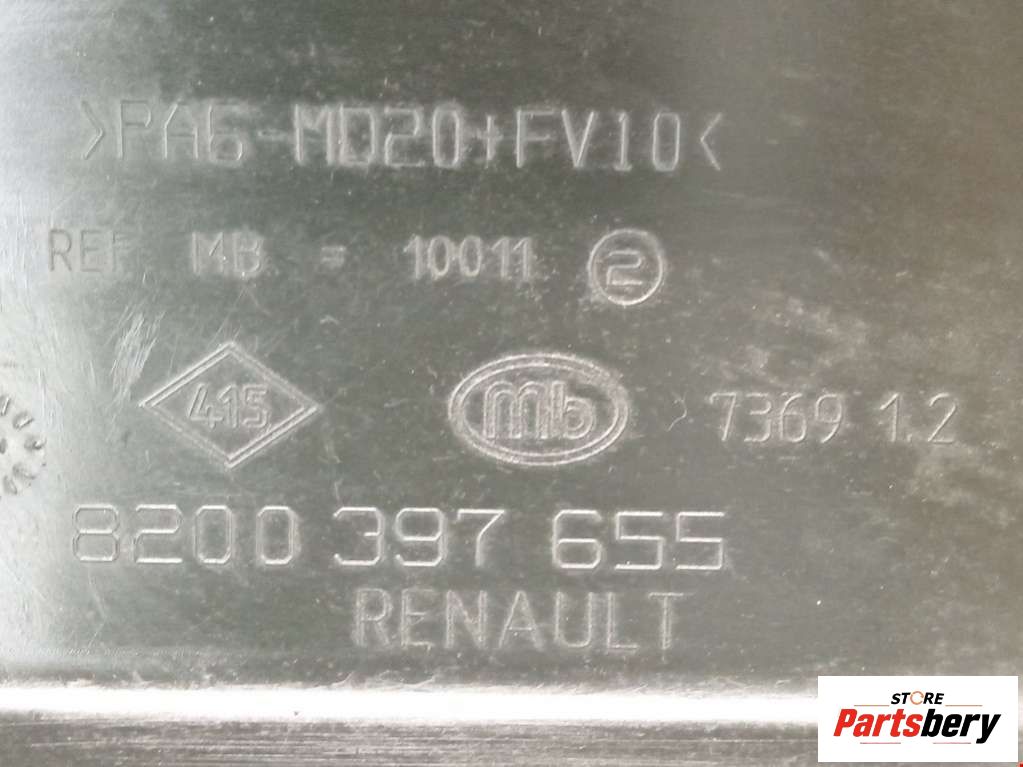 >PA6-MD20+FV10<
REF MB = 10011 2
415 mb 7369 1.2
8200 397 655
RENAULT
STORE
Partsbery